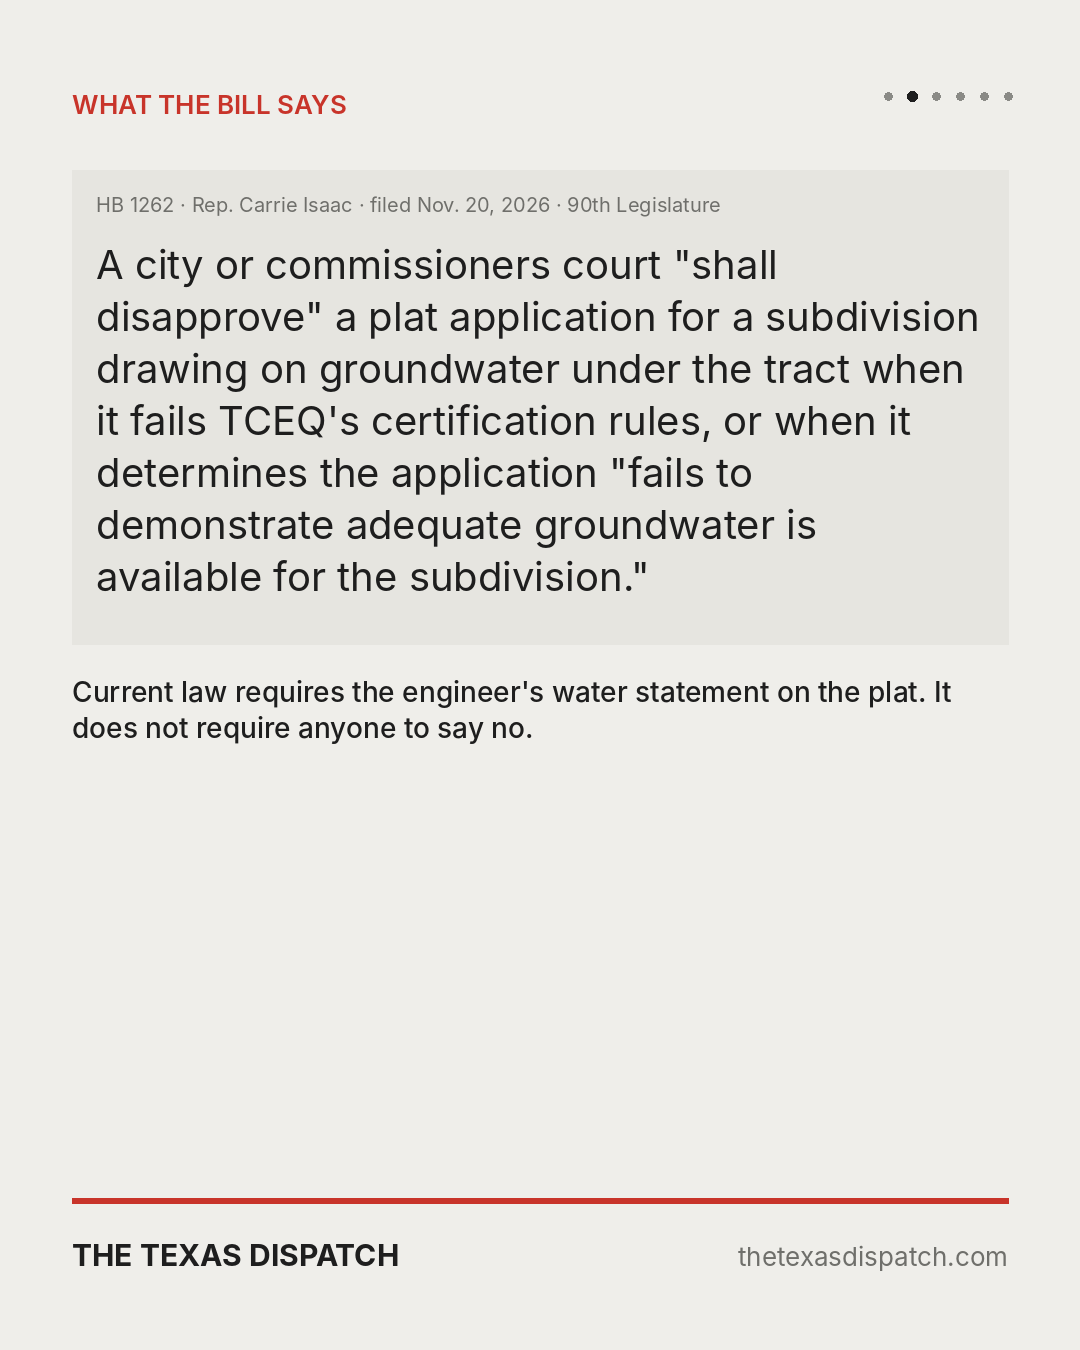 WHAT THE BILL SAYS
HB 1262 · Rep. Carrie Isaac · filed Nov. 20, 2026 · 90th Legislature
A city or commissioners court "shall
disapprove" a plat application for a subdivision
drawing on groundwater under the tract when
it fails TCEQ's certification rules, or when it
determines the application "fails to
demonstrate adequate groundwater is
available for the subdivision."
Current law requires the engineer's water statement on the plat. It
does not require anyone to say no.
THE TEXAS DISPATCH
thetexasdispatch.com